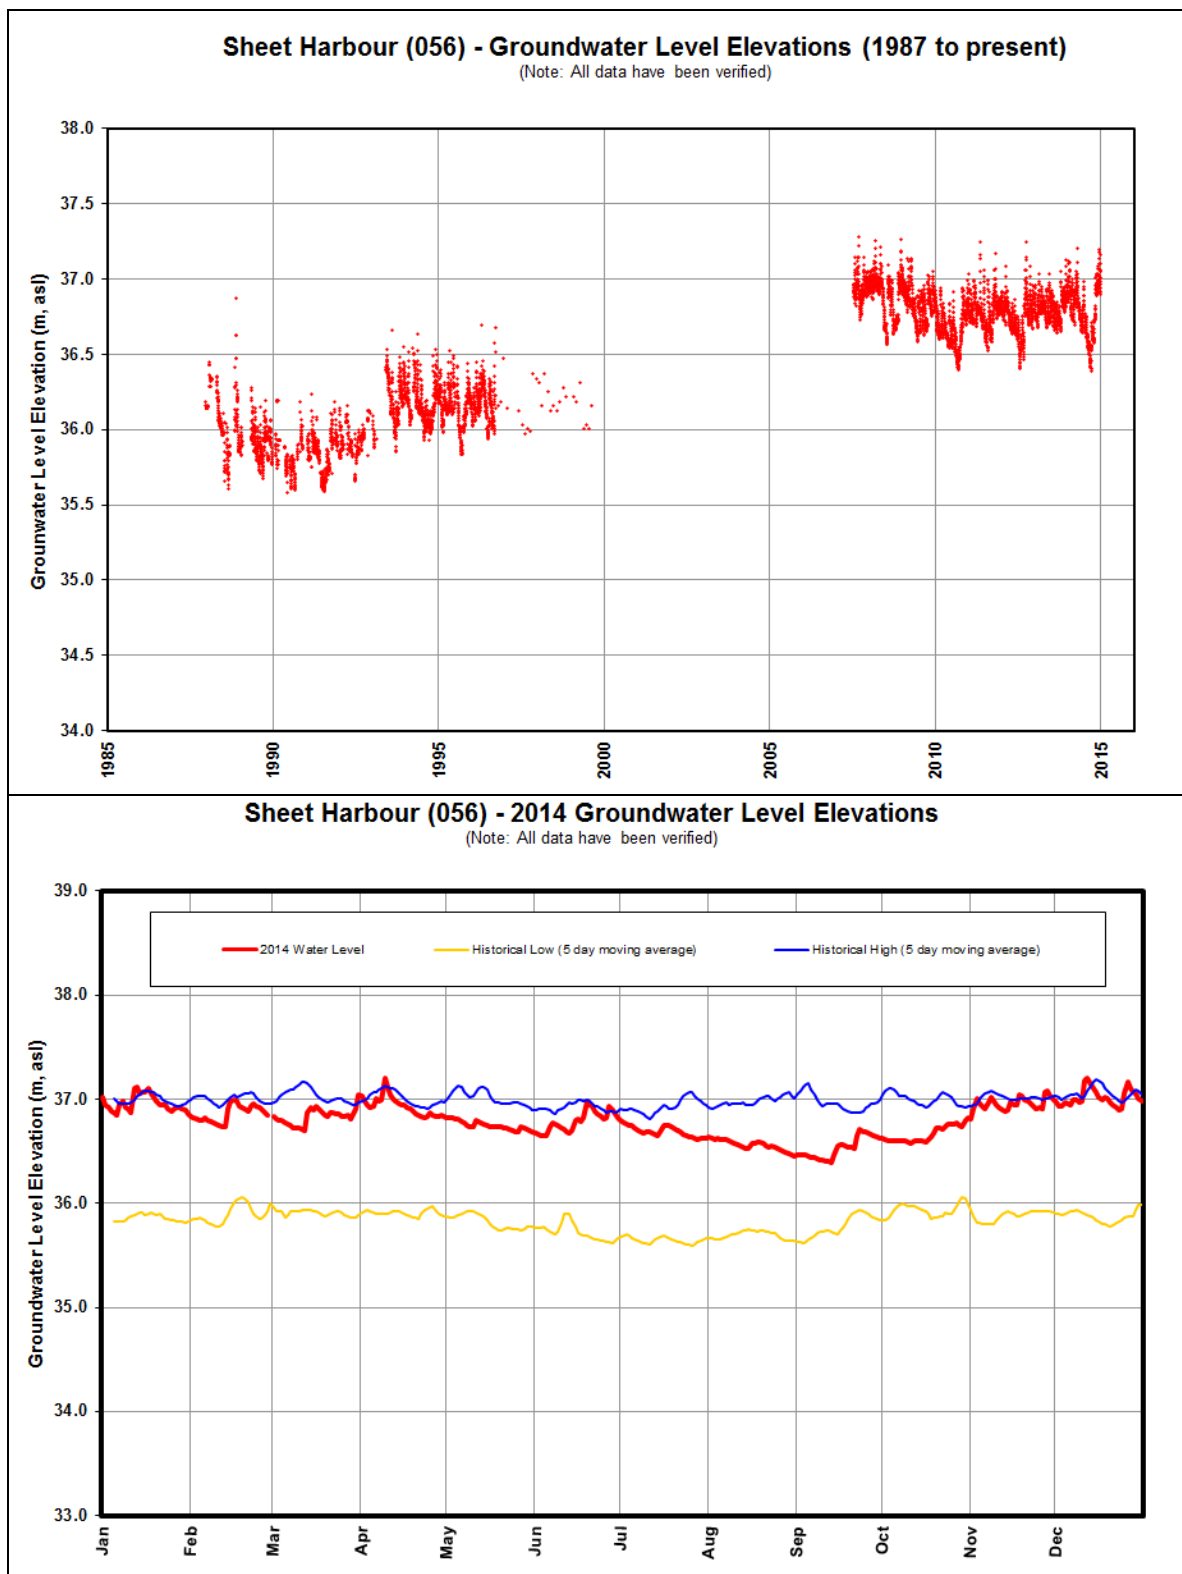 Sheet Harbour (056) - Groundwater Level Elevations (1987 to present)
(Note: All data have been verified)
Grounwater Level Elevation (m, asl)
38.0
37.5
37.0
36.5
36.0
35.5
35.0
34.5
34.0
1985
1990
1995
2000
2005
2010
2015
Sheet Harbour (056) - 2014 Groundwater Level Elevations
(Note: All data have been verified)
Groundwater Level Elevation (m, asl)
39.0
38.0
37.0
36.0
35.0
34.0
33.0
2014 Water Level
Historical Low (5 day moving average)
Historical High (5 day moving average)
Jan
Feb
Mar
Apr
May
Jun
Jul
Aug
Sep
Oct
Nov
Dec